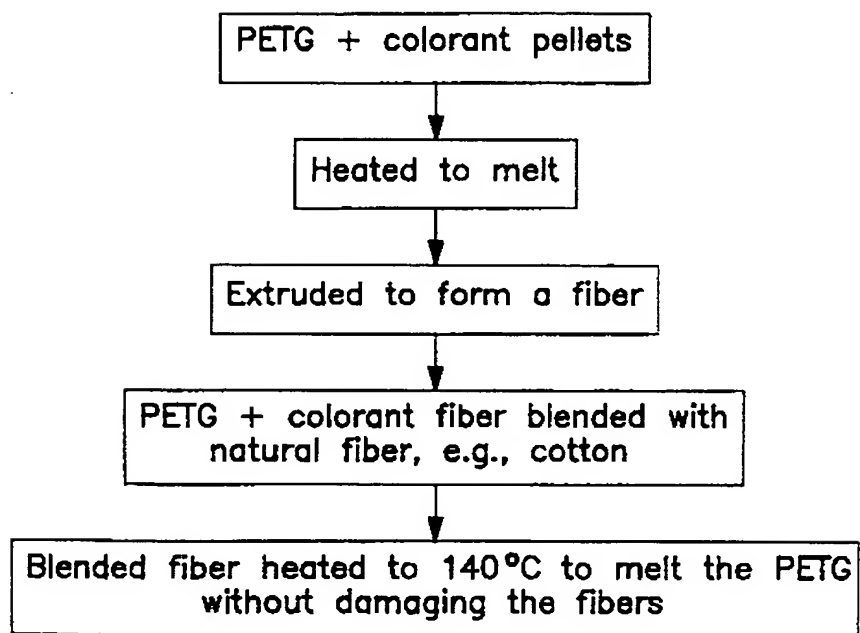 PETG + colorant pellets
Heated to melt
Extruded to form a fiber
PETG + colorant fiber blended with
natural fiber, e.g., cotton
Blended fiber heated to 140°C to melt the PETG
without damaging the fibers